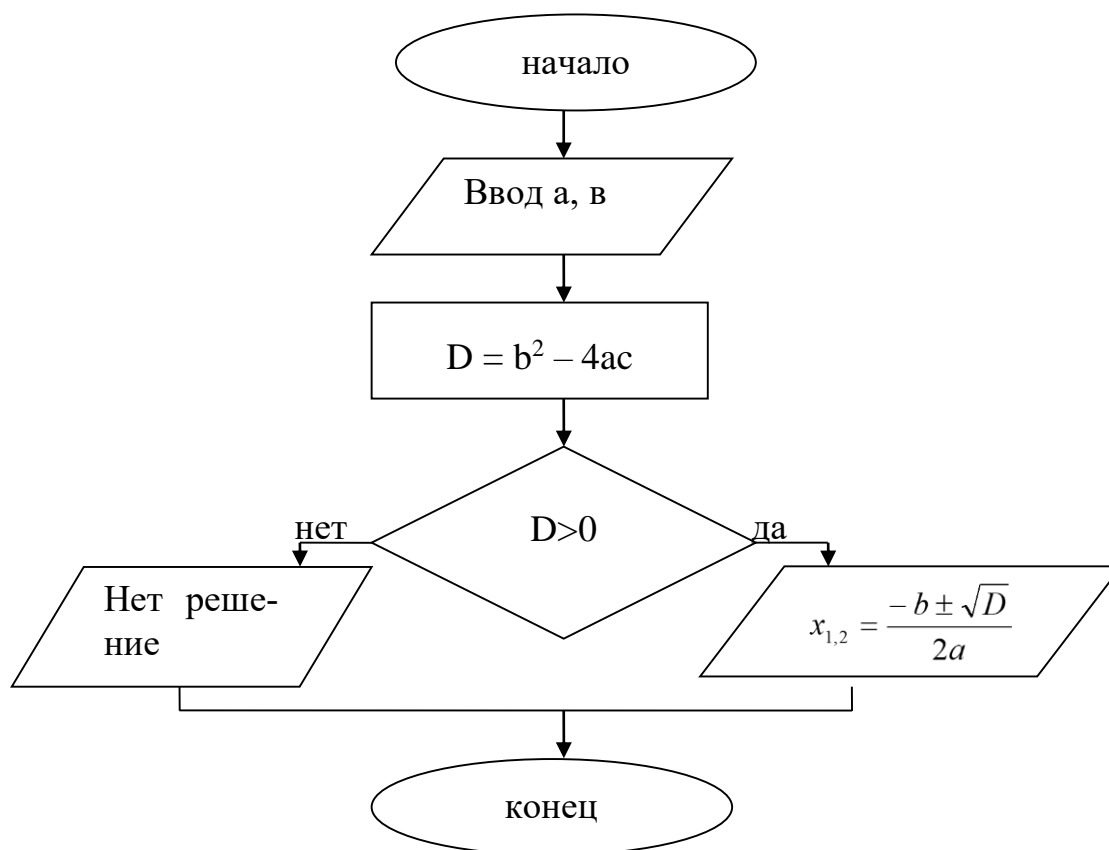 начало
Ввод а, в
D = b² – 4ac
D>0
нет
да
Нет реше-
ние
x₁,₂ = (–b ± √D) / 2a
конец